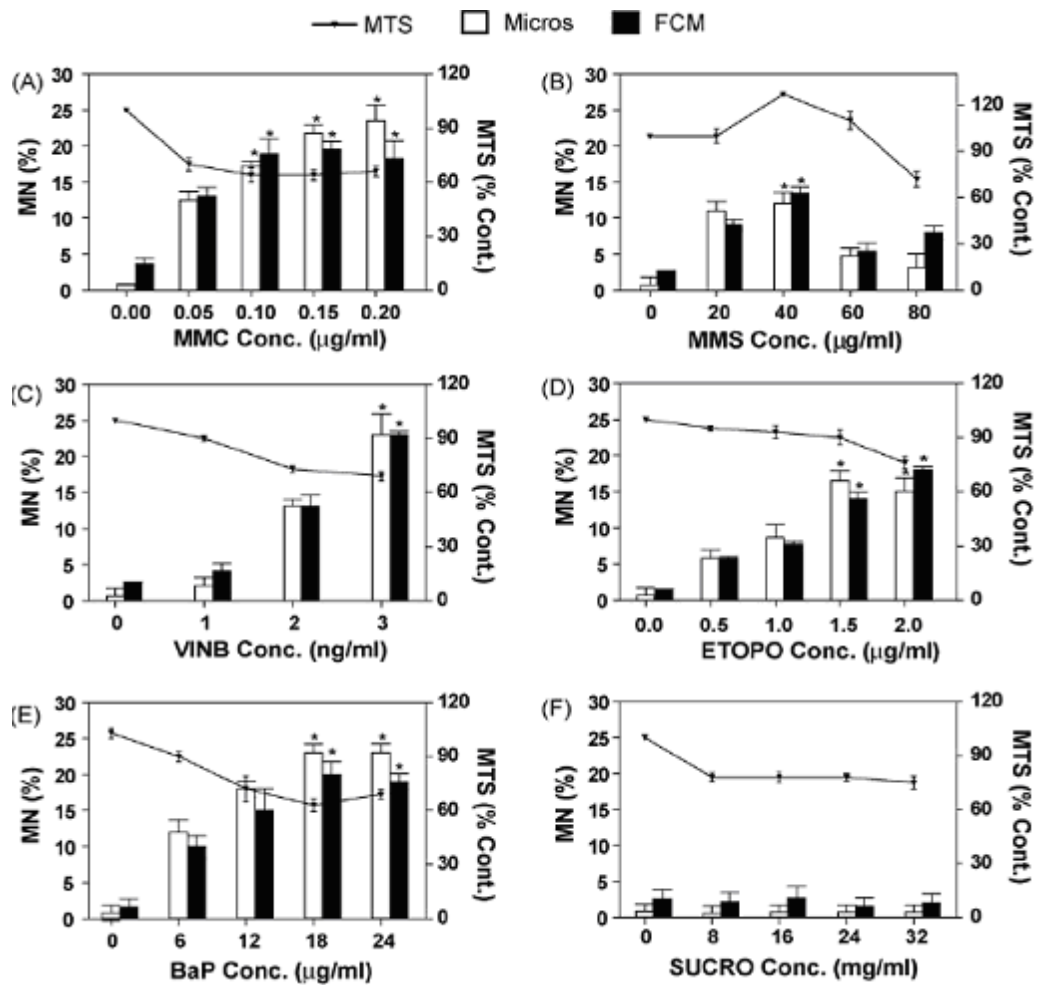 MTS Micros FCM
(A)
30 25 20 15 10 5 0
MN (%)
120 90 60 30 0
MTS (% Cont.)
* * * * * *
0.00 0.05 0.10 0.15 0.20
MMC Conc. (µg/ml)
(B)
30 25 20 15 10 5 0
MN (%)
120 90 60 30 0
MTS (% Cont.)
* *
0 20 40 60 80
MMS Conc. (µg/ml)
(C)
30 25 20 15 10 5 0
MN (%)
120 90 60 30 0
MTS (% Cont.)
* *
0 1 2 3
VINB Conc. (ng/ml)
(D)
30 25 20 15 10 5 0
MN (%)
120 90 60 30 0
MTS (% Cont.)
* * * *
0.0 0.5 1.0 1.5 2.0
ETOPO Conc. (µg/ml)
(E)
30 25 20 15 10 5 0
MN (%)
120 90 60 30 0
MTS (% Cont.)
* * * *
0 6 12 18 24
BaP Conc. (µg/ml)
(F)
30 25 20 15 10 5 0
MN (%)
120 90 60 30 0
MTS (% Cont.)
0 8 16 24 32
SUCRO Conc. (mg/ml)